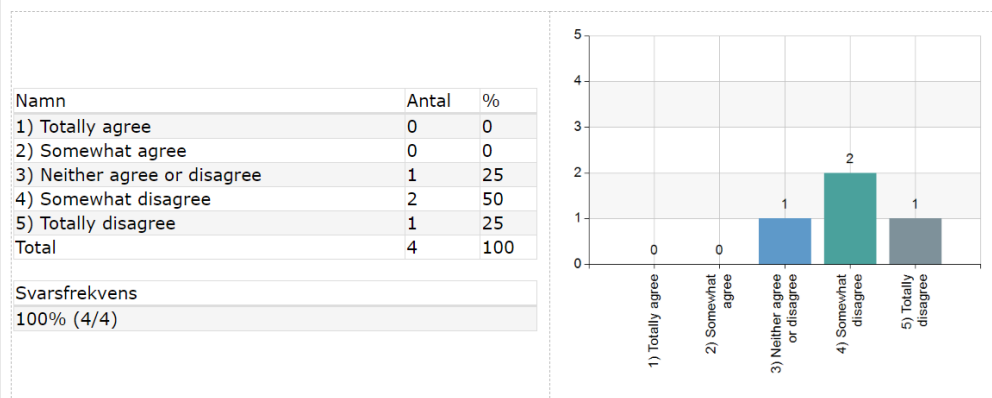 Namn Antal %
1) Totally agree 0 0
2) Somewhat agree 0 0
3) Neither agree or disagree 1 25
4) Somewhat disagree 2 50
5) Totally disagree 1 25
Total 4 100
Svarsfrekvens
100% (4/4)
5
4
3
2
1
0
0
0
1
2
1
1) Totally agree
2) Somewhat
agree
3) Neither agree
or disagree
4) Somewhat
disagree
5) Totally
disagree